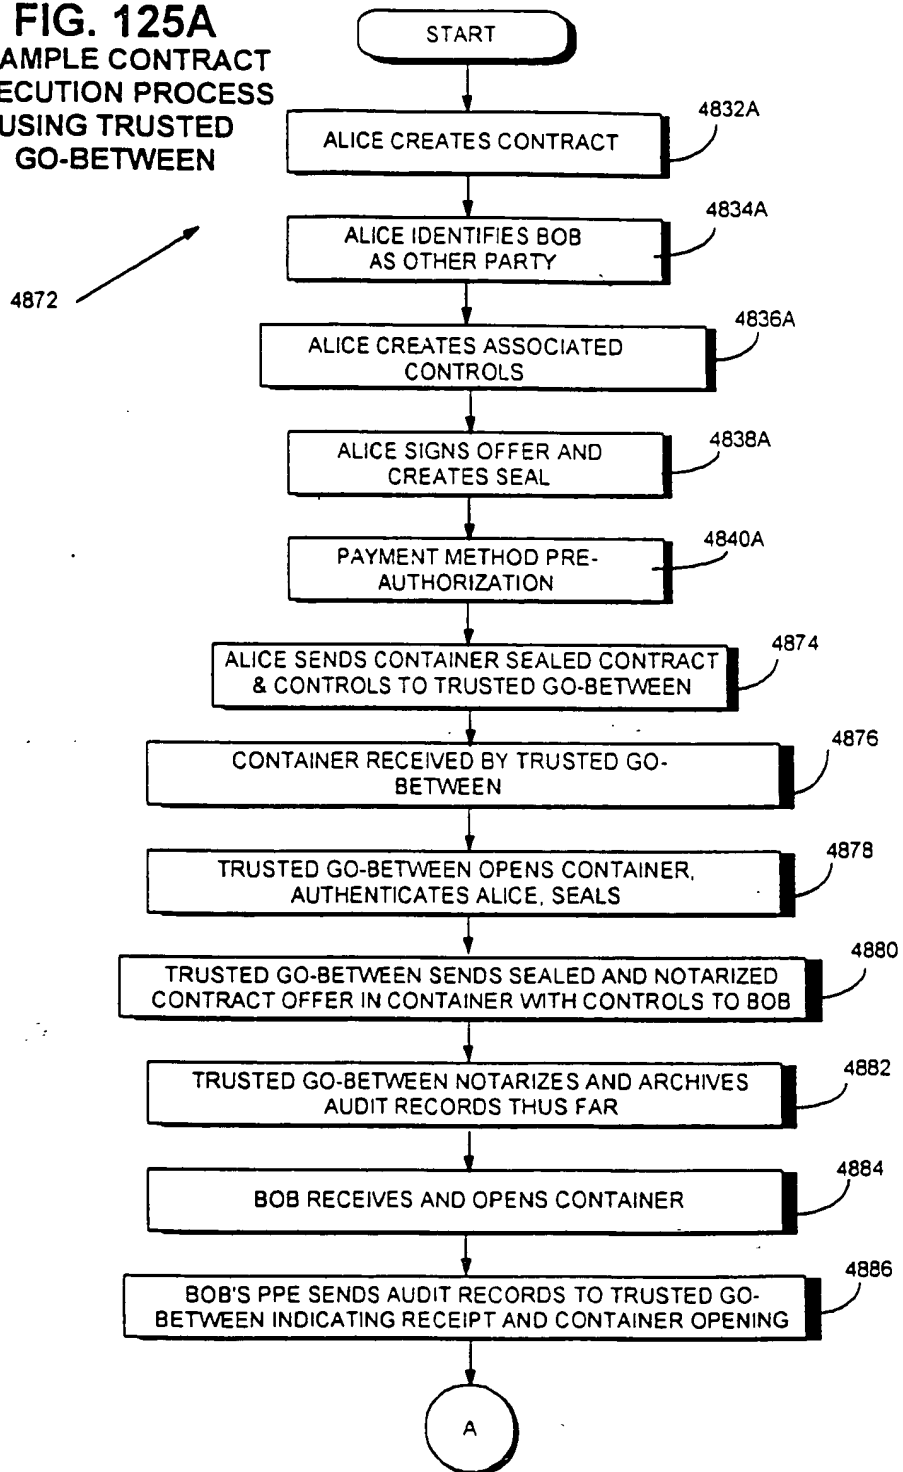 FIG. 125A
AMPLE CONTRACT
ECUTION PROCESS
USING TRUSTED
GO-BETWEEN
4872
START
ALICE CREATES CONTRACT
4832A
ALICE IDENTIFIES BOB
AS OTHER PARTY
4834A
ALICE CREATES ASSOCIATED
CONTROLS
4836A
ALICE SIGNS OFFER AND
CREATES SEAL
4838A
PAYMENT METHOD PRE-
AUTHORIZATION
4840A
ALICE SENDS CONTAINER SEALED CONTRACT
& CONTROLS TO TRUSTED GO-BETWEEN
4874
CONTAINER RECEIVED BY TRUSTED GO-
BETWEEN
4876
TRUSTED GO-BETWEEN OPENS CONTAINER,
AUTHENTICATES ALICE, SEALS
4878
TRUSTED GO-BETWEEN SENDS SEALED AND NOTARIZED
CONTRACT OFFER IN CONTAINER WITH CONTROLS TO BOB
4880
TRUSTED GO-BETWEEN NOTARIZES AND ARCHIVES
AUDIT RECORDS THUS FAR
4882
BOB RECEIVES AND OPENS CONTAINER
4884
BOB'S PPE SENDS AUDIT RECORDS TO TRUSTED GO-
BETWEEN INDICATING RECEIPT AND CONTAINER OPENING
4886
A